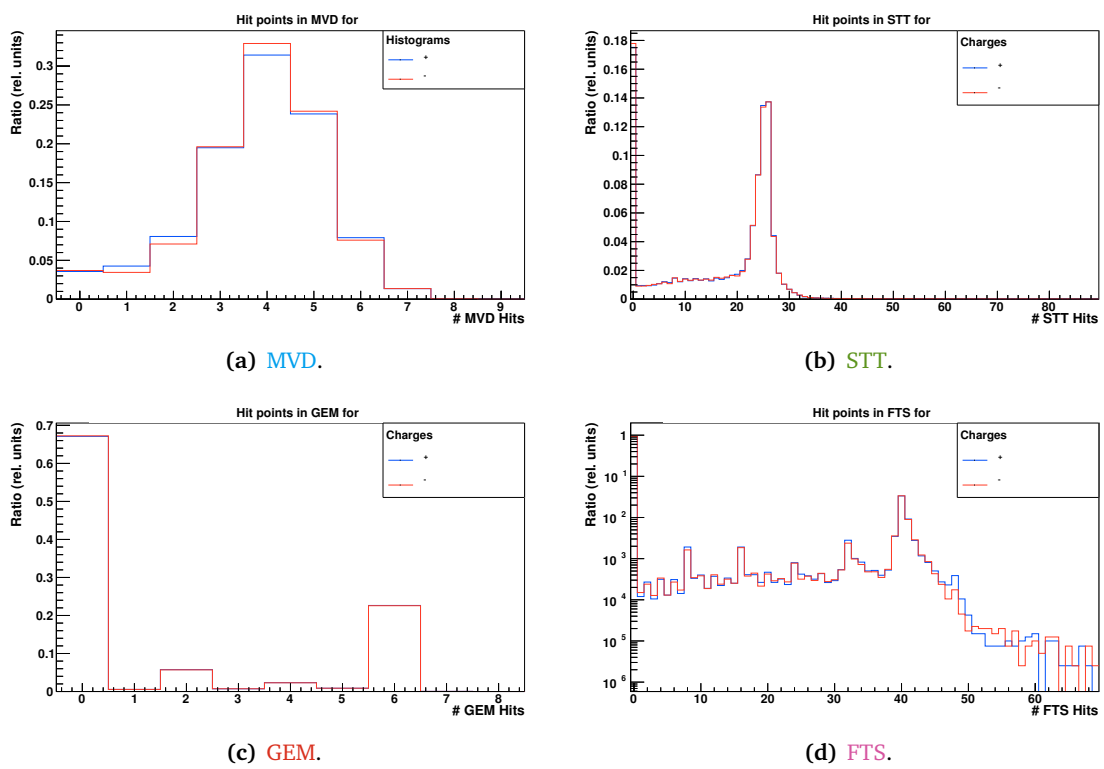 Hit points in MVD for
Ratio (rel. units)
Histograms
+
-
0.3
0.25
0.2
0.15
0.1
0.05
0
0 1 2 3 4 5 6 7 8 9
# MVD Hits
(a) MVD.
Hit points in STT for
Ratio (rel. units)
Charges
+
-
0.18
0.16
0.14
0.12
0.1
0.08
0.06
0.04
0.02
0
0 10 20 30 40 50 60 70 80
# STT Hits
(b) STT.
Hit points in GEM for
Ratio (rel. units)
Charges
+
-
0.7
0.6
0.5
0.4
0.3
0.2
0.1
0
0 1 2 3 4 5 6 7 8
# GEM Hits
(c) GEM.
Hit points in FTS for
Ratio (rel. units)
Charges
+
-
1
10 1
10 2
10 3
10 4
10 5
10 6
0 10 20 30 40 50 60
# FTS Hits
(d) FTS.